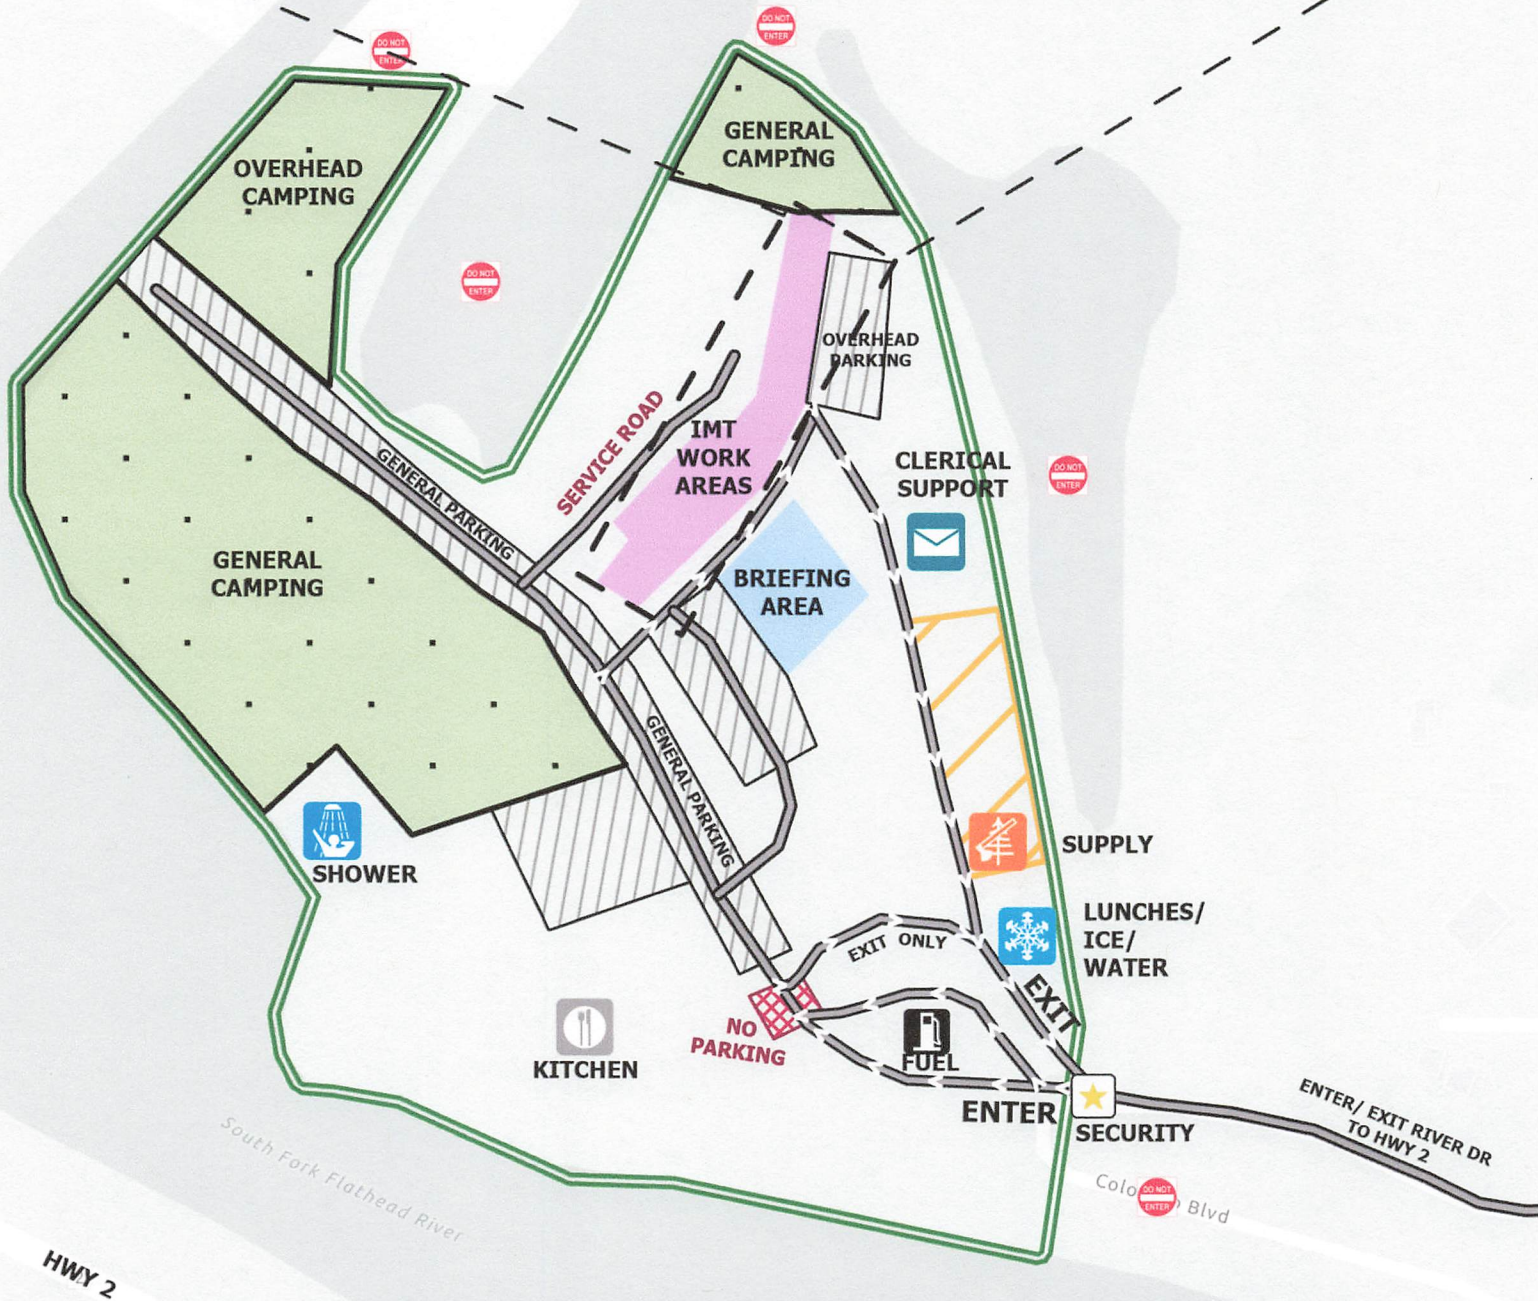 DO NOT
ENTER
DO NOT
ENTER
GENERAL
CAMPING
OVERHEAD
CAMPING
DO NOT
ENTER
OVERHEAD
PARKING
SERVICE ROAD
IMT
WORK
AREAS
GENERAL PARKING
CLERICAL
SUPPORT
DO NOT
ENTER
GENERAL
CAMPING
BRIEFING
AREA
GENERAL PARKING
SUPPLY
SHOWER
LUNCHES/
ICE/
WATER
EXIT ONLY
EXIT
NO
PARKING
KITCHEN
FUEL
ENTER
SECURITY
ENTER/ EXIT RIVER DR
TO HWY 2
South Fork Flathead River
DO NOT
ENTER
Blvd
HWY 2